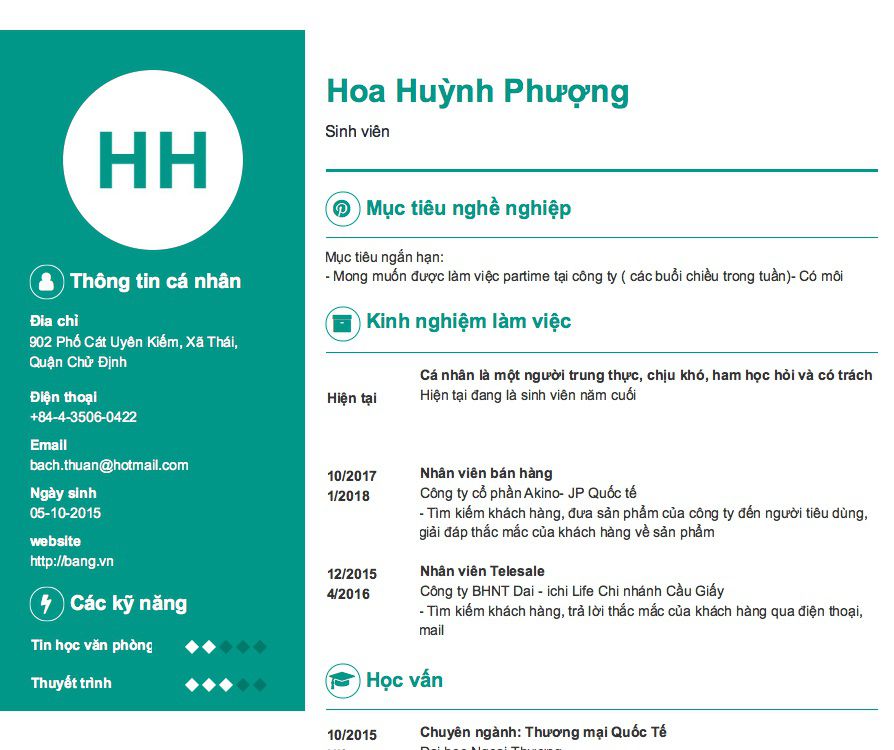 HH
Thông tin cá nhân
Địa chỉ
902 Phố Cát Uyên Kiếm, Xã Thái,
Quận Chử Định
Điện thoại
+84-4-3506-0422
Email
bach.thuan@hotmail.com
Ngày sinh
05-10-2015
website
http://bang.vn
Các kỹ năng
Tin học văn phòng
Thuyết trình
Hoa Huỳnh Phượng
Sinh viên
Mục tiêu nghề nghiệp
Mục tiêu ngắn hạn:
- Mong muốn được làm việc partime tại công ty ( các buổi chiều trong tuần)- Có môi
Kinh nghiệm làm việc
Hiện tại
Cá nhân là một người trung thực, chịu khó, ham học hỏi và có trách
Hiện tại đang là sinh viên năm cuối
10/2017
1/2018
Nhân viên bán hàng
Công ty cổ phần Akino- JP Quốc tế
- Tìm kiếm khách hàng, đưa sản phẩm của công ty đến người tiêu dùng,
giải đáp thắc mắc của khách hàng về sản phẩm
12/2015
4/2016
Nhân viên Telesale
Công ty BHNT Dai - ichi Life Chi nhánh Cầu Giấy
- Tìm kiếm khách hàng, trả lời thắc mắc của khách hàng qua điện thoại,
mail
Học vấn
10/2015
Chuyên ngành: Thương mại Quốc Tế